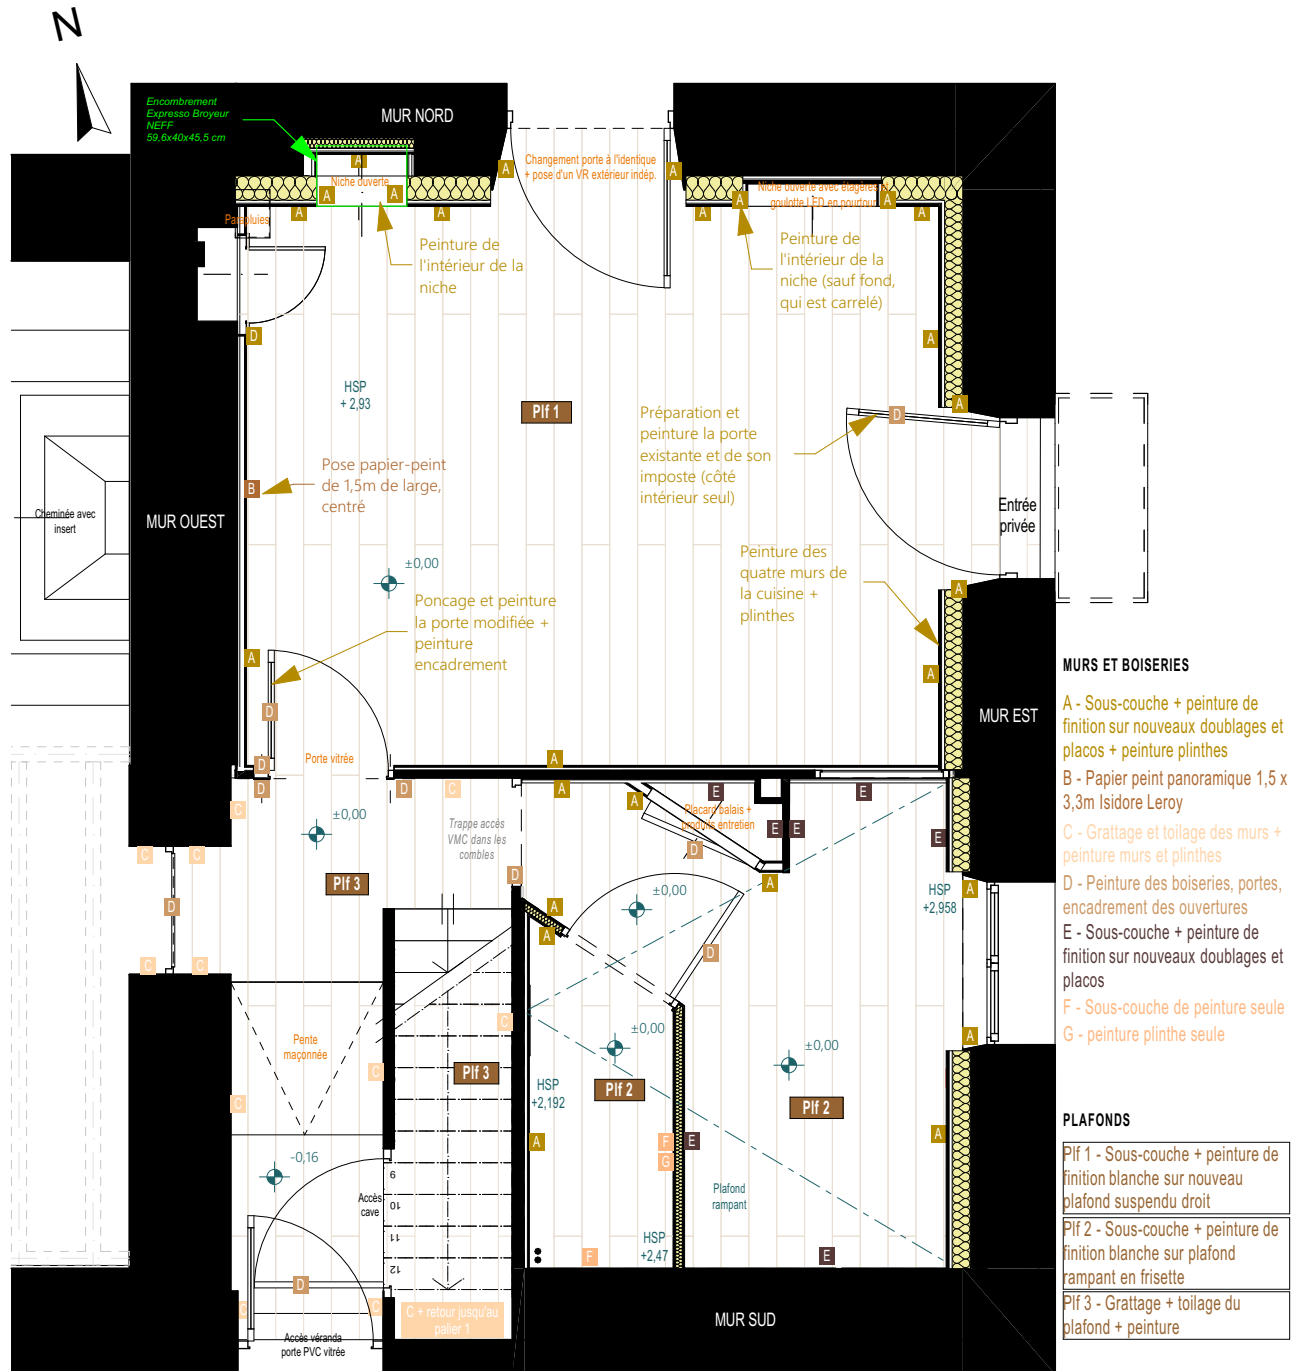 N
Encombrement
Expresso Broyeur
NEFF
59,6x40x45,5 cm
MUR NORD
A
Niche ouverte
A
A
A
A
A
Changement porte à l'identique
+ pose d'un VR extérieur indép.
A
Niche ouverte avec étagères et
goulotte LED en pourtour
A
A
A
A
Parapluies
Peinture de
l'intérieur de la
niche
Peinture de
l'intérieur de la
niche (sauf fond,
qui est carrelé)
D
A
HSP
+ 2,93
Plf 1
Préparation et
peinture la porte
existante et de son
imposte (côté
intérieur seul)
D
A
Pose papier-peint
de 1,5m de large,
centré
B
Cheminée avec
insert
MUR OUEST
Entrée
privée
±0,00
Peinture des
quatre murs de
la cuisine +
plinthes
A
Poncage et peinture
la porte modifiée +
peinture
encadrement
A
A
D
MUR EST
D
Porte vitrée
A
D
D
C
A
A
E
E
C
Placard balais +
produits entretien
±0,00
Trappe accès
VMC dans les
combles
E
E
E
C
C
D
D
Plf 3
±0,00
A
HSP
+2,958
A
D
A
A
D
C
C
C
Pente
maçonnée
±0,00
±0,00
A
C
Plf 3
HSP
+2,192
Plf 2
Plf 2
C
A
F
E
A
G
-0,16
9
Accès
cave
10
11
12
Plafond
rampant
HSP
+2,47
F
E
D
C
C
C + retour jusqu'au
palier 1
Accès véranda
porte PVC vitrée
MUR SUD
MURS ET BOISERIES
A - Sous-couche + peinture de
finition sur nouveaux doublages et
placos + peinture plinthes
B - Papier peint panoramique 1,5 x
3,3m Isidore Leroy
C - Grattage et toilage des murs +
peinture murs et plinthes
D - Peinture des boiseries, portes,
encadrement des ouvertures
E - Sous-couche + peinture de
finition sur nouveaux doublages et
placos
F - Sous-couche de peinture seule
G - peinture plinthe seule
PLAFONDS
Plf 1 - Sous-couche + peinture de
finition blanche sur nouveau
plafond suspendu droit
Plf 2 - Sous-couche + peinture de
finition blanche sur plafond
rampant en frisette
Plf 3 - Grattage + toilage du
plafond + peinture